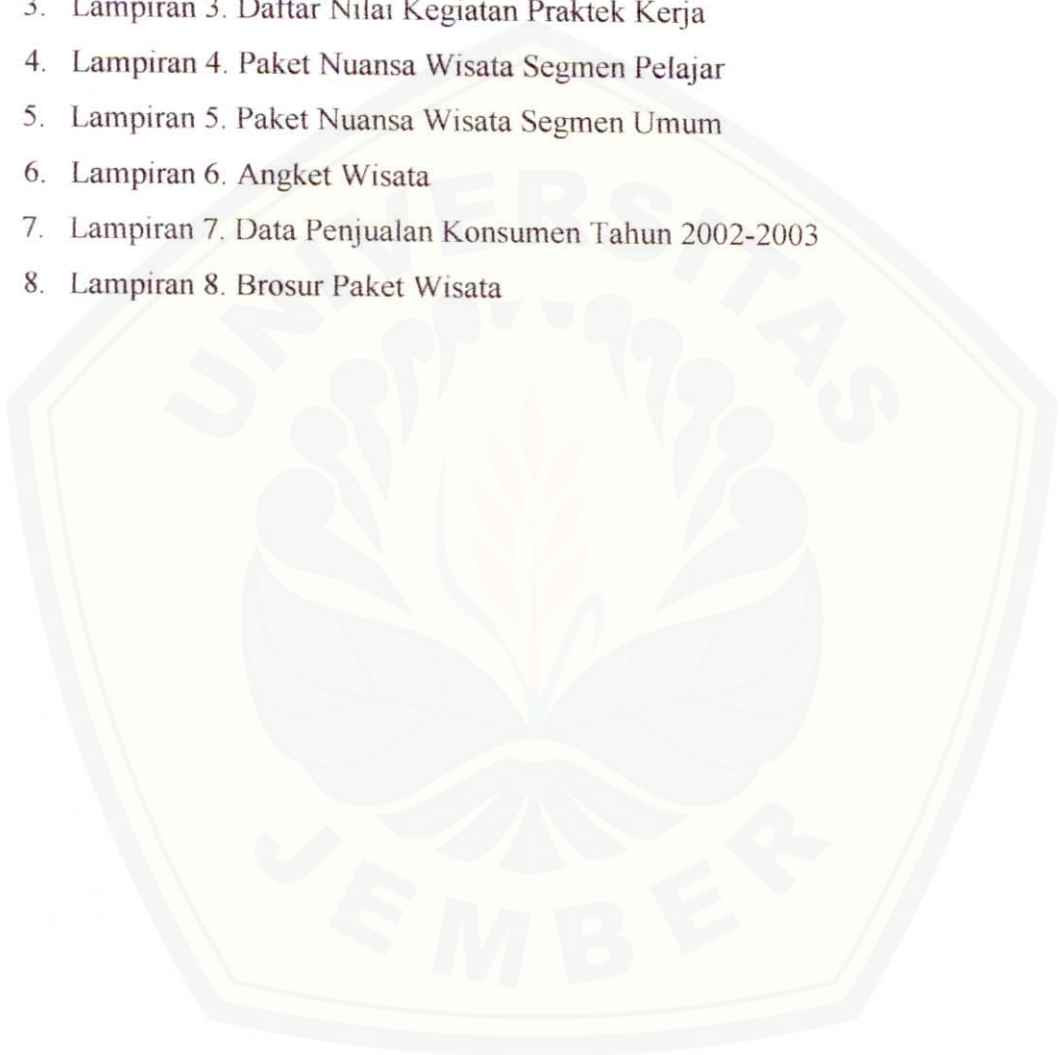 3. Lampiran 3. Daftar Nilai Kegiatan Praktek Kerja
4. Lampiran 4. Paket Nuansa Wisata Segmen Pelajar
5. Lampiran 5. Paket Nuansa Wisata Segmen Umum
6. Lampiran 6. Angket Wisata
7. Lampiran 7. Data Penjualan Konsumen Tahun 2002-2003
8. Lampiran 8. Brosur Paket Wisata
UNIVERSITAS
JEMBER